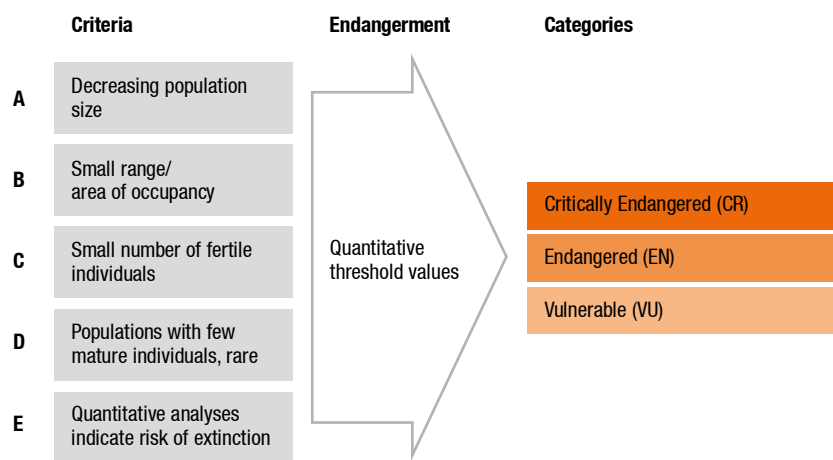 Criteria
Endangerment
Categories
A
Decreasing population
size
B
Small range/
area of occupancy
C
Small number of fertile
individuals
D
Populations with few
mature individuals, rare
E
Quantitative analyses
indicate risk of extinction
Quantitative
threshold values
Critically Endangered (CR)
Endangered (EN)
Vulnerable (VU)